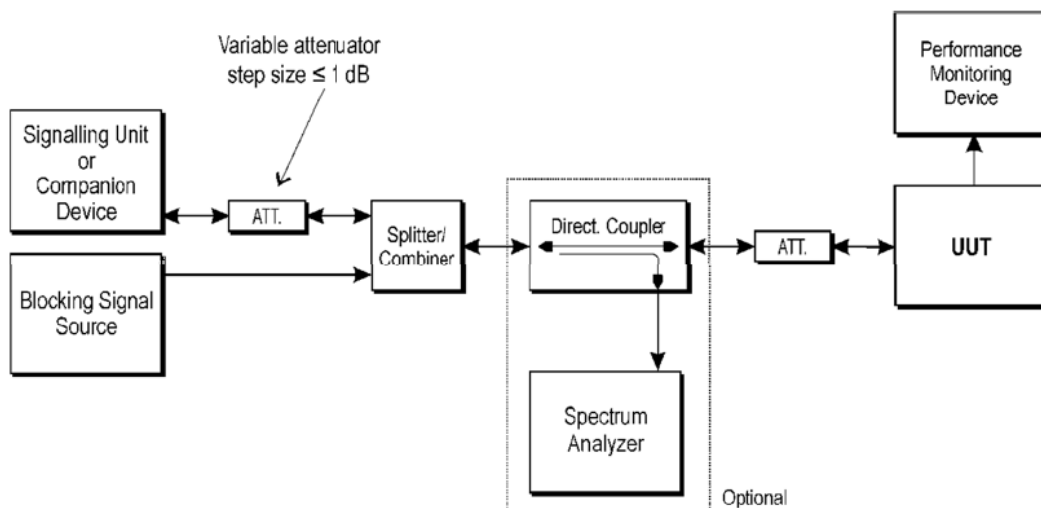 Variable attenuator
step size ≤ 1 dB
Performance
Monitoring
Device
Signalling Unit
or
Companion
Device
ATT.
Splitter/
Combiner
Direct. Coupler
ATT.
UUT
Blocking Signal
Source
Spectrum
Analyzer
Optional